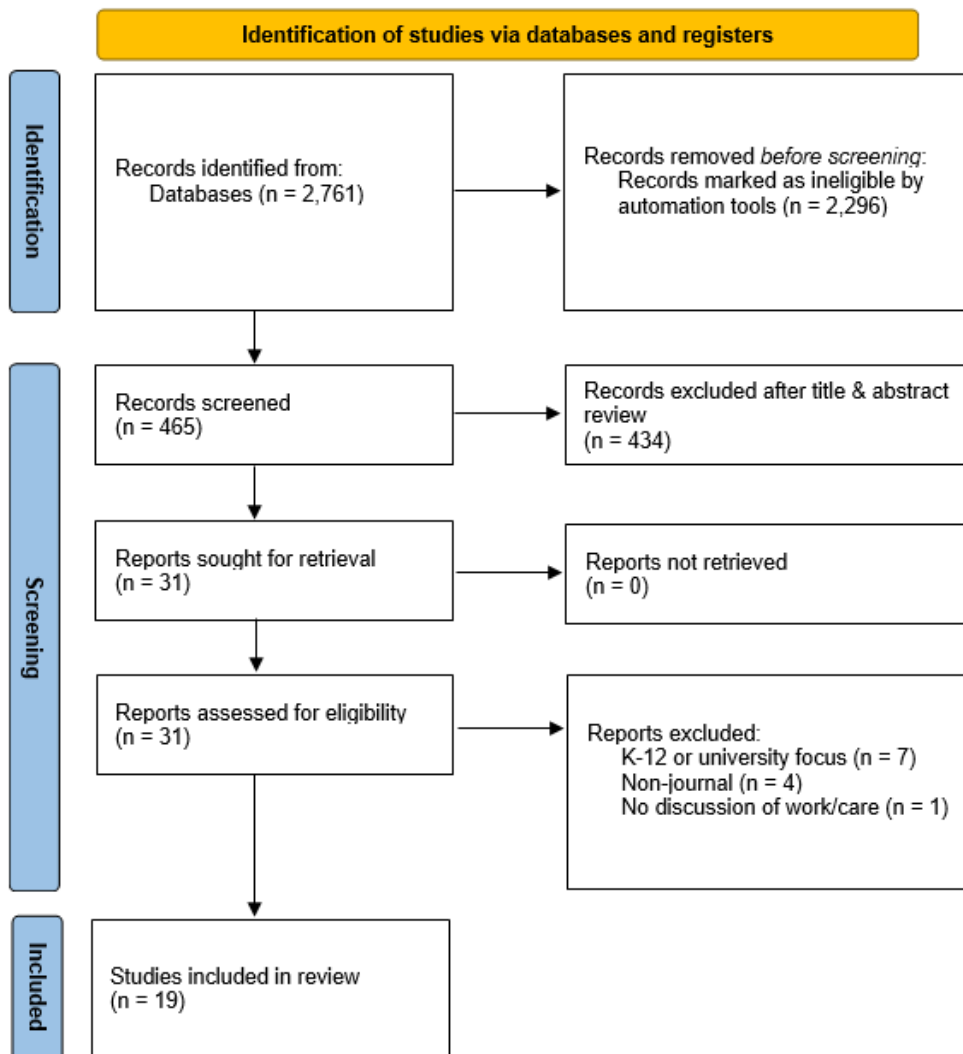 Identification of studies via databases and registers
Identification
Records identified from:
Databases (n = 2,761)
Records removed before screening:
Records marked as ineligible by
automation tools (n = 2,296)
Screening
Records screened
(n = 465)
Records excluded after title & abstract
review
(n = 434)
Reports sought for retrieval
(n = 31)
Reports not retrieved
(n = 0)
Reports assessed for eligibility
(n = 31)
Reports excluded:
K-12 or university focus (n = 7)
Non-journal (n = 4)
No discussion of work/care (n = 1)
Included
Studies included in review
(n = 19)